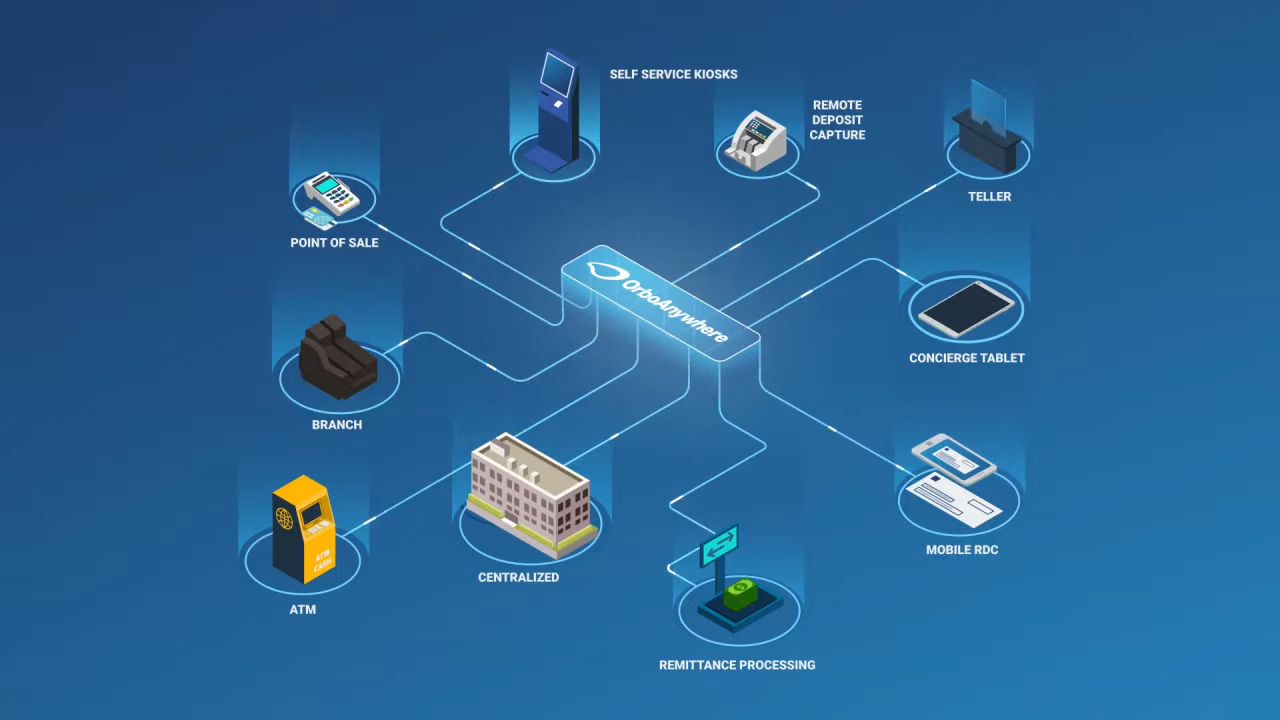 SELF SERVICE KIOSKS
REMOTE
DEPOSIT
CAPTURE
TELLER
POINT OF SALE
OrboAnywhere
CONCIERGE TABLET
BRANCH
MOBILE RDC
CENTRALIZED
ATM
CASH
ATM
REMITTANCE PROCESSING